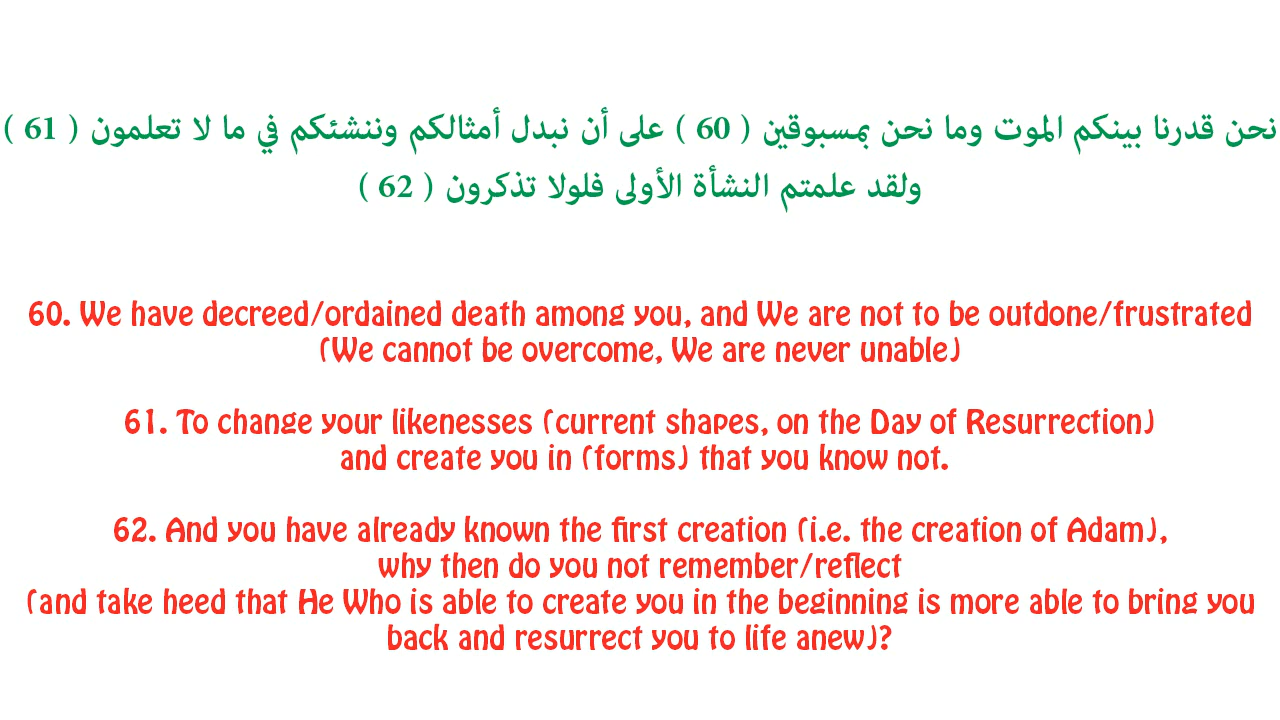 نحن قدرنا بينكم الموت وما نحن بمسبوقين ( 60 ) على أن نبدل أمثالكم وننشئكم في ما لا تعلمون ( 61 )
ولقد علمتم النشأة الأولى فلولا تذكرون ( 62 )
60. We have decreed/ordained death among you, and We are not to be outdone/frustrated
(We cannot be overcome, We are never unable)
61. To change your likenesses (current shapes, on the Day of Resurrection)
and create you in (forms) that you know not.
62. And you have already known the first creation (i.e. the creation of Adam),
why then do you not remember/reflect
(and take heed that He Who is able to create you in the beginning is more able to bring you
back and resurrect you to life anew)?